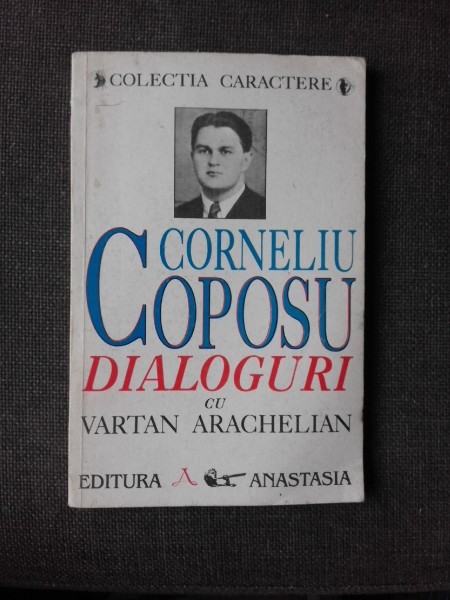 COLECTIA CARACTERE
CORNELIU
COPOSU
DIALOGURI
CU
VARTAN ARACHELIAN
EDITURA A ANASTASIA